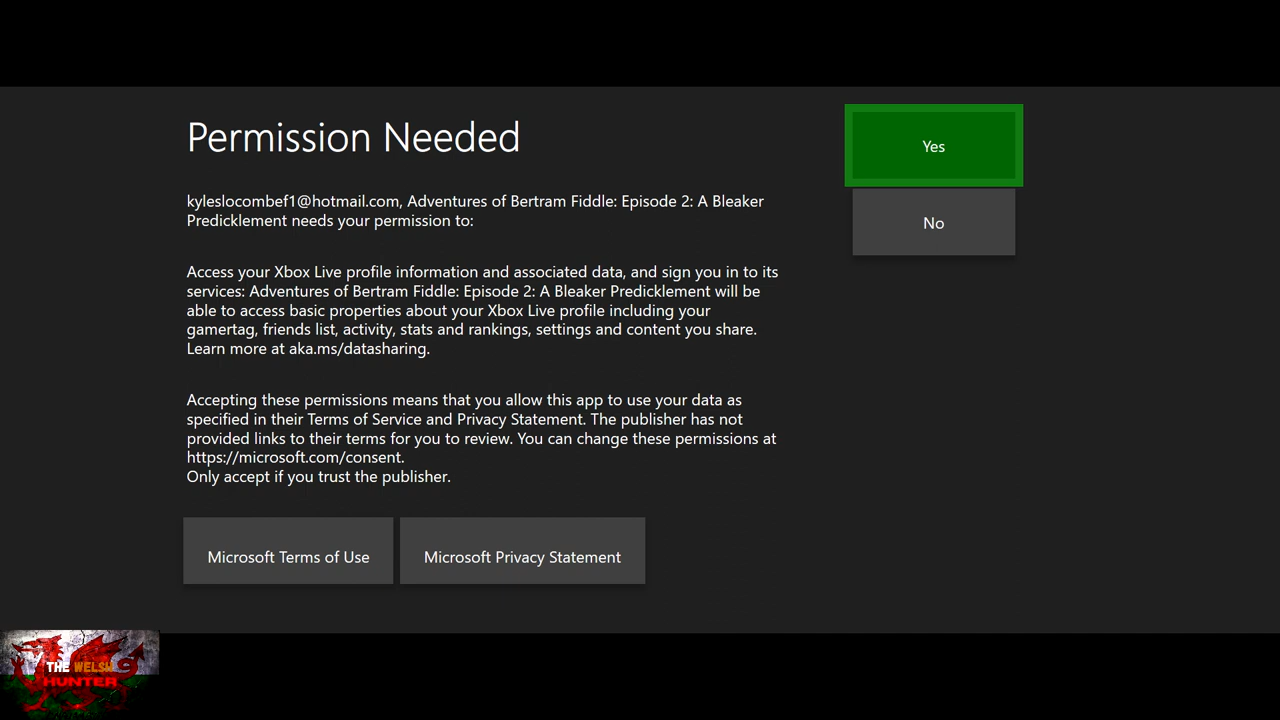 Permission Needed
Yes
kyleslocombef1@hotmail.com, Adventures of Bertram Fiddle: Episode 2: A Bleaker
Predicklement needs your permission to:
No
Access your Xbox Live profile information and associated data, and sign you in to its
services: Adventures of Bertram Fiddle: Episode 2: A Bleaker Predicklement will be
able to access basic properties about your Xbox Live profile including your
gamertag, friends list, activity, stats and rankings, settings and content you share.
Learn more at aka.ms/datasharing.
Accepting these permissions means that you allow this app to use your data as
specified in their Terms of Service and Privacy Statement. The publisher has not
provided links to their terms for you to review. You can change these permissions at
https://microsoft.com/consent.
Only accept if you trust the publisher.
Microsoft Terms of Use
Microsoft Privacy Statement
THE WELSH
HUNTER